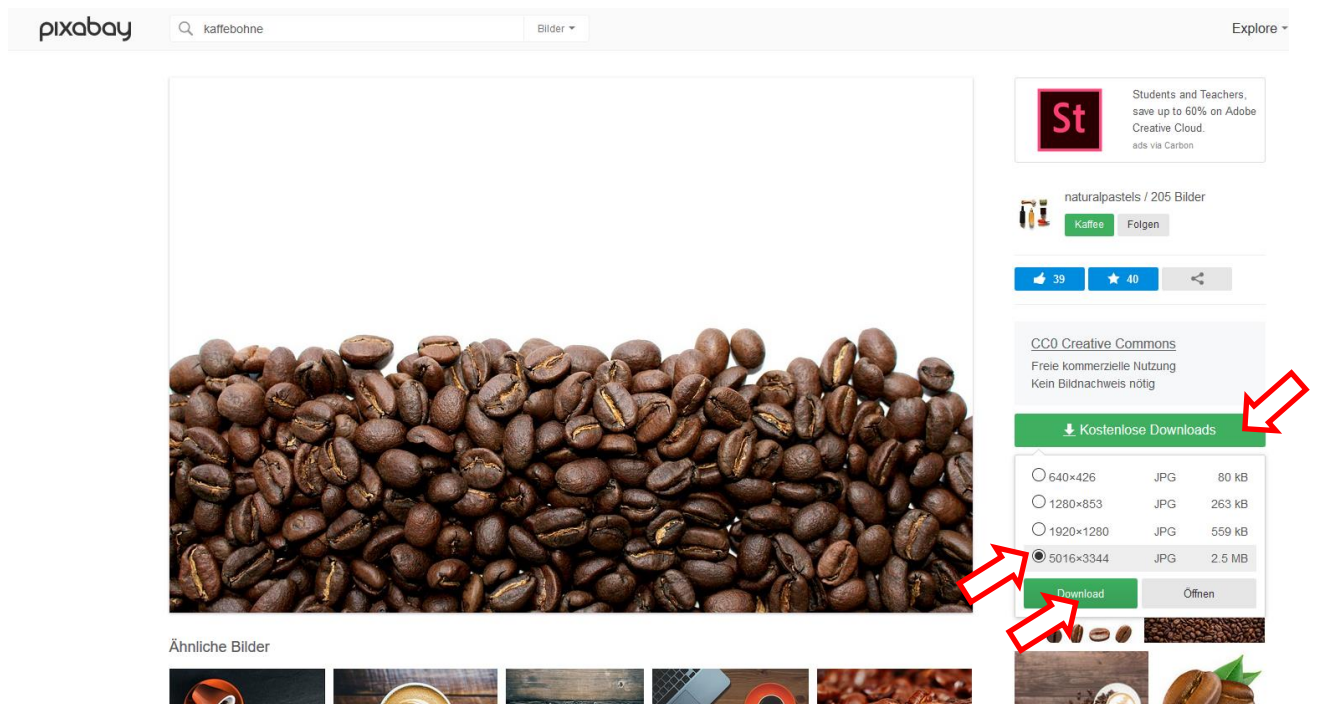 pixabay
kaffebohne
Bilder
Explore
St
Students and Teachers,
save up to 60% on Adobe
Creative Cloud.
ads via Carbon
naturalpastels / 205 Bilder
Kaffee Folgen
39 40
CC0 Creative Commons
Freie kommerzielle Nutzung
Kein Bildnachweis nötig
Kostenlose Downloads
640×426 JPG 80 kB
1280×853 JPG 263 kB
1920×1280 JPG 559 kB
5016×3344 JPG 2.5 MB
Download Öffnen
Ähnliche Bilder